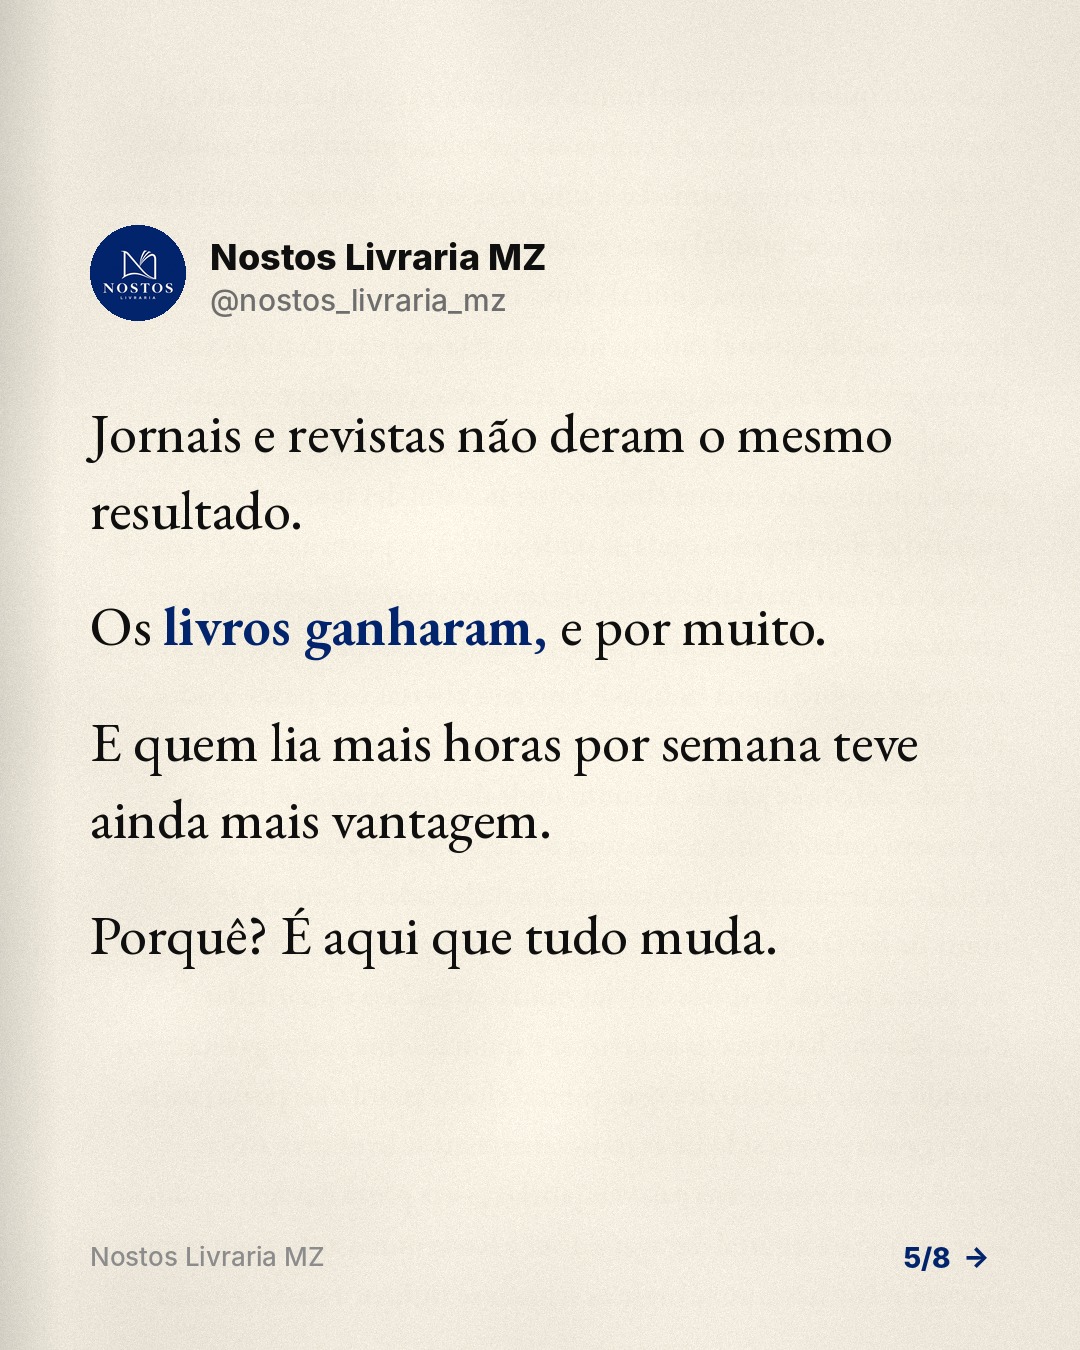 NOSTOS
LIVRARIA
Nostos Livraria MZ
@nostos_livraria_mz
Jornais e revistas não deram o mesmo
resultado.
Os livros ganharam, e por muito.
E quem lia mais horas por semana teve
ainda mais vantagem.
Porquê? É aqui que tudo muda.
Nostos Livraria MZ
5/8 →